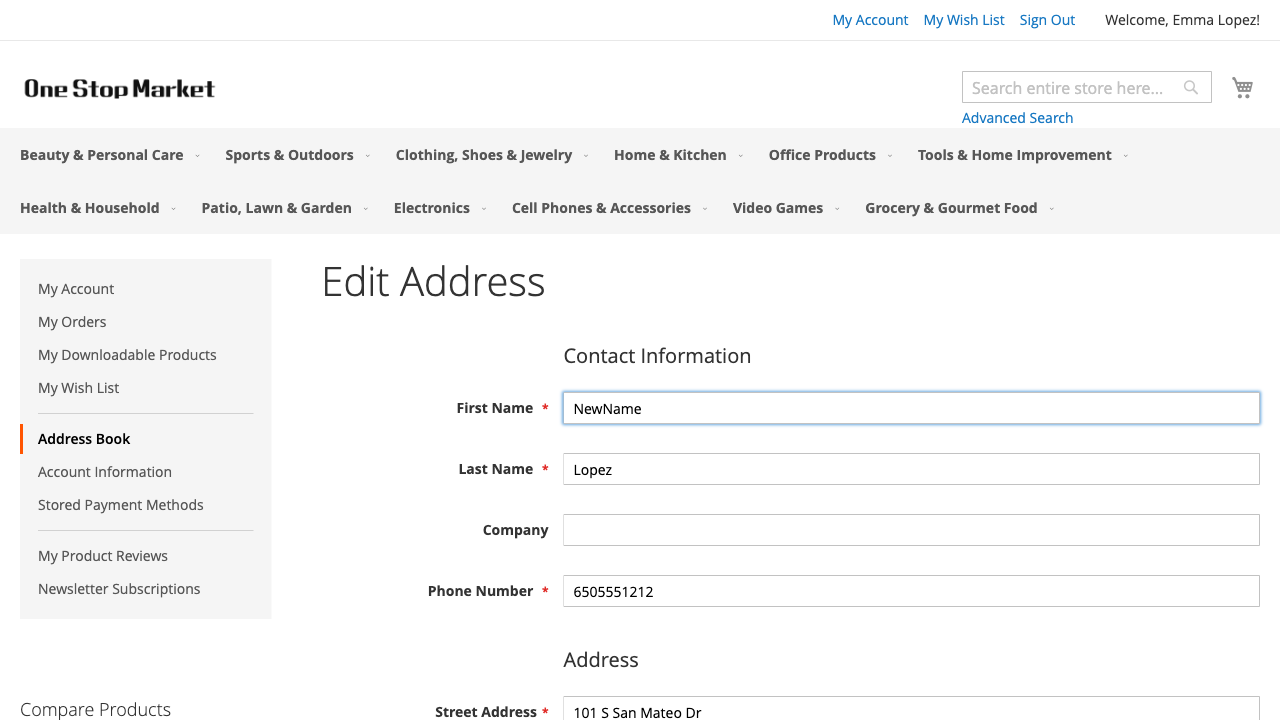 My Account My Wish List Sign Out Welcome, Emma Lopez!
One Stop Market
Search entire store here...
Advanced Search
Beauty & Personal Care Sports & Outdoors Clothing, Shoes & Jewelry Home & Kitchen Office Products Tools & Home Improvement
Health & Household Patio, Lawn & Garden Electronics Cell Phones & Accessories Video Games Grocery & Gourmet Food
My Account
My Orders
My Downloadable Products
My Wish List
Address Book
Account Information
Stored Payment Methods
My Product Reviews
Newsletter Subscriptions
Compare Products
Edit Address
Contact Information
First Name * NewName
Last Name * Lopez
Company
Phone Number * 6505551212
Address
Street Address * 101 S San Mateo Dr